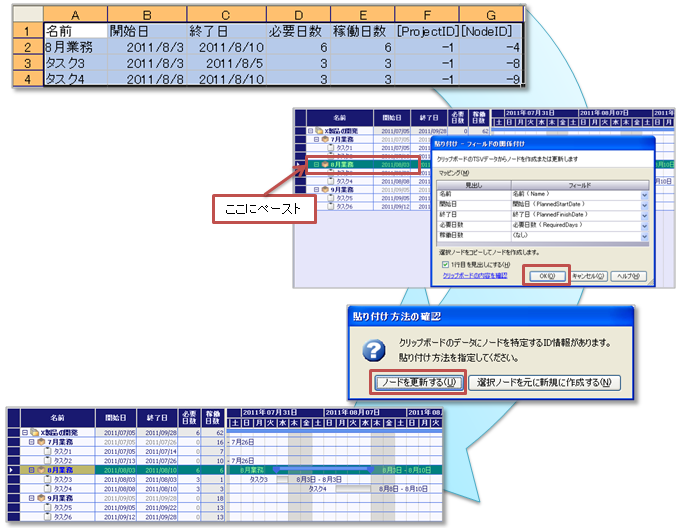 A B C D E F G
1 名前 開始日 終了日 必要日数 稼働日数 [ProjectID] [NodeID]
2 8月業務 2011/8/3 2011/8/10 6 6 -1 -4
3 タスク3 2011/8/3 2011/8/5 3 3 -1 -8
4 タスク4 2011/8/8 2011/8/10 3 3 -1 -9
名前 開始日 終了日 必要日数 稼働日数 2011年07月31日 2011年08月07日
土 日 月 火 水 木 金 土 日 月 火 水 木 金 土 日 月
X製品の開発 2011/07/05 2011/09/28 0 62
7月業務 2011/07/05
タスク1 2011/07/05
8月業務 2011/08/03
タスク4 2011/08/08
9月業務 2011/09/05
タスク5 2011/09/05
タスク6 2011/09/12
ここにペースト
貼り付け - フィールドの関係付け
クリップボードのTSVデータからノードを作成または更新します
マッピング(M)
見出し フィールド
名前 名前 ( Name )
開始日 開始日 ( PlannedStartDate )
終了日 終了日 ( PlannedFinishDate )
必要日数 必要日数 ( RequiredDays )
稼働日数 (なし)
選択ノードをコピーしてノードを作成します。
1行目を見出しにする(H)
クリップボードの内容を確認
OK(O) キャンセル(C) ヘルプ(H)
貼り付け方法の確認
クリップボードのデータにノードを特定するID情報があります。
貼り付け方法を指定してください。
ノードを更新する(U) 選択ノードを元に新規に作成する(N)
名前 開始日 終了日 必要日数 稼働日数 2011年07月31日 2011年08月07日 2011年08
土 日 月 火 水 木 金 土 日 月 火 水 木 金 土 日 月 火
X製品の開発 2011/07/05 2011/09/28 6 62
7月業務 2011/07/05 2011/07/26 0 16 - 7月26日
タスク1 2011/07/05 2011/07/14 0 7
タスク2 2011/07/13 2011/07/26 0 10 - 7月26日
8月業務 2011/08/03 2011/08/10 6 6 8月業務 8月3日 - 8月10日
タスク3 2011/08/03 2011/08/03 3 1 タスク3 8月3日 - 8月3日
タスク4 2011/08/08 2011/08/10 3 3 タスク4 8月8日 - 8月10日
9月業務 2011/09/05 2011/09/28 0 18
タスク5 2011/09/05 2011/09/22 0 13
タスク6 2011/09/12 2011/09/28 0 13